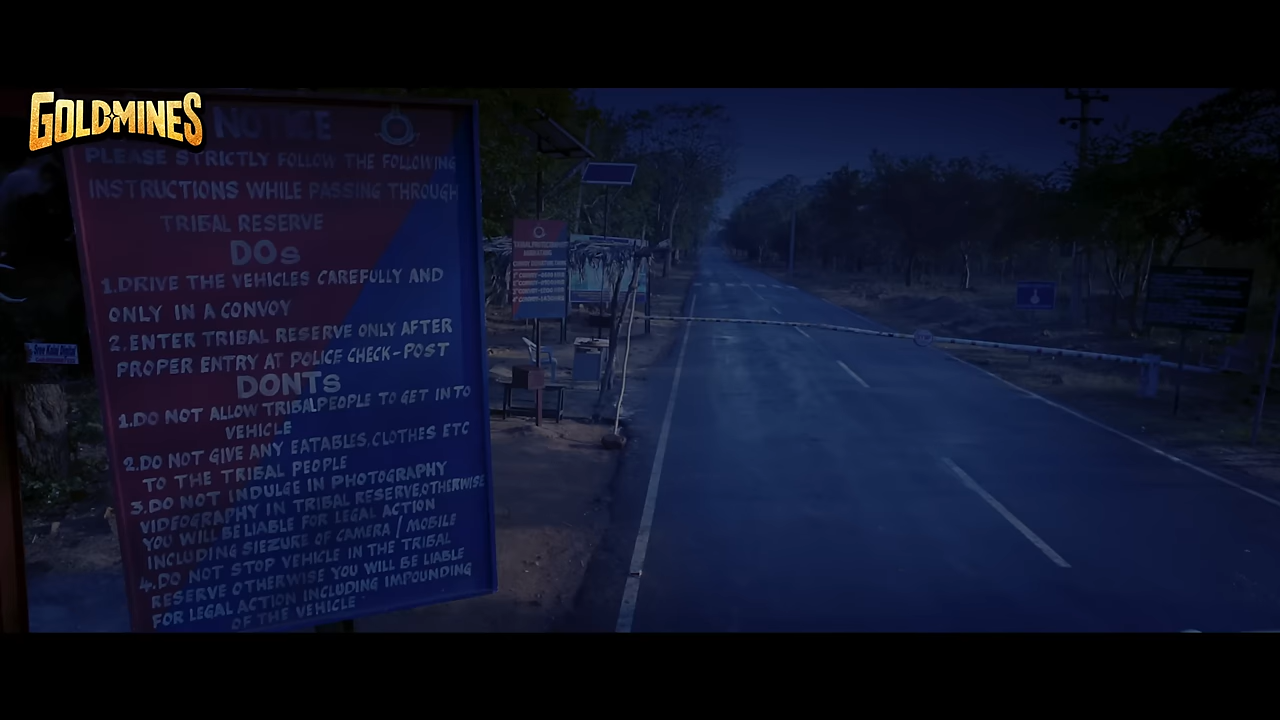 GOLDMINES
NOTICE
PLEASE STRICTLY FOLLOW THE FOLLOWING
INSTRUCTIONS WHILE PASSING THROUGH
TRIBAL RESERVE
DOs
1.DRIVE THE VEHICLES CAREFULLY AND
ONLY IN A CONVOY
2.ENTER TRIBAL RESERVE ONLY AFTER
PROPER ENTRY AT POLICE CHECK-POST
DONTs
1.DO NOT ALLOW TRIBALPEOPLE TO GET INTO
VEHICLE
2.DO NOT GIVE ANY EATABLES,CLOTHES ETC
TO THE TRIBAL PEOPLE
3.DO NOT INDULGE IN PHOTOGRAPHY
VIDEOGRAPHY IN TRIBAL RESERVE,OTHERWISE
YOU WILL BE LIABLE FOR LEGAL ACTION
INCLUDING SIEZURE OF CAMERA / MOBILE
4.DO NOT STOP VEHICLE IN THE TRIBAL
RESERVE OTHERWISE YOU WILL BE LIABLE
FOR LEGAL ACTION INCLUDING IMPOUNDING
OF THE VEHICLE